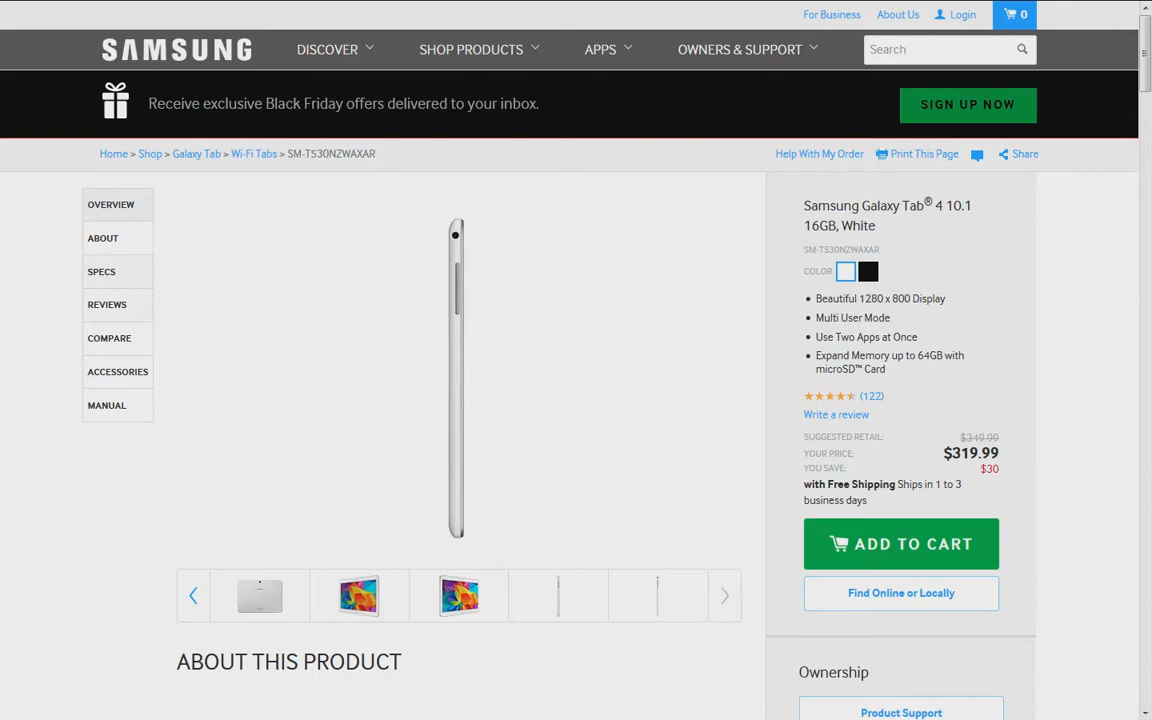 For Business About Us Login 0
SAMSUNG DISCOVER SHOP PRODUCTS APPS OWNERS & SUPPORT Search
Receive exclusive Black Friday offers delivered to your inbox. SIGN UP NOW
Home > Shop > Galaxy Tab > Wi-Fi Tabs > SM-T530NZWAXAR Help With My Order Print This Page Share
OVERVIEW
ABOUT
SPECS
REVIEWS
COMPARE
ACCESSORIES
MANUAL
Samsung Galaxy Tab® 4 10.1
16GB, White
SM-T530NZWAXAR
COLOR
Beautiful 1280 x 800 Display
Multi User Mode
Use Two Apps at Once
Expand Memory up to 64GB with
microSD™ Card
(122)
Write a review
SUGGESTED RETAIL: $349.99
YOUR PRICE: $319.99
YOU SAVE: $30
with Free Shipping Ships in 1 to 3
business days
ADD TO CART
Find Online or Locally
ABOUT THIS PRODUCT
Ownership
Product Support